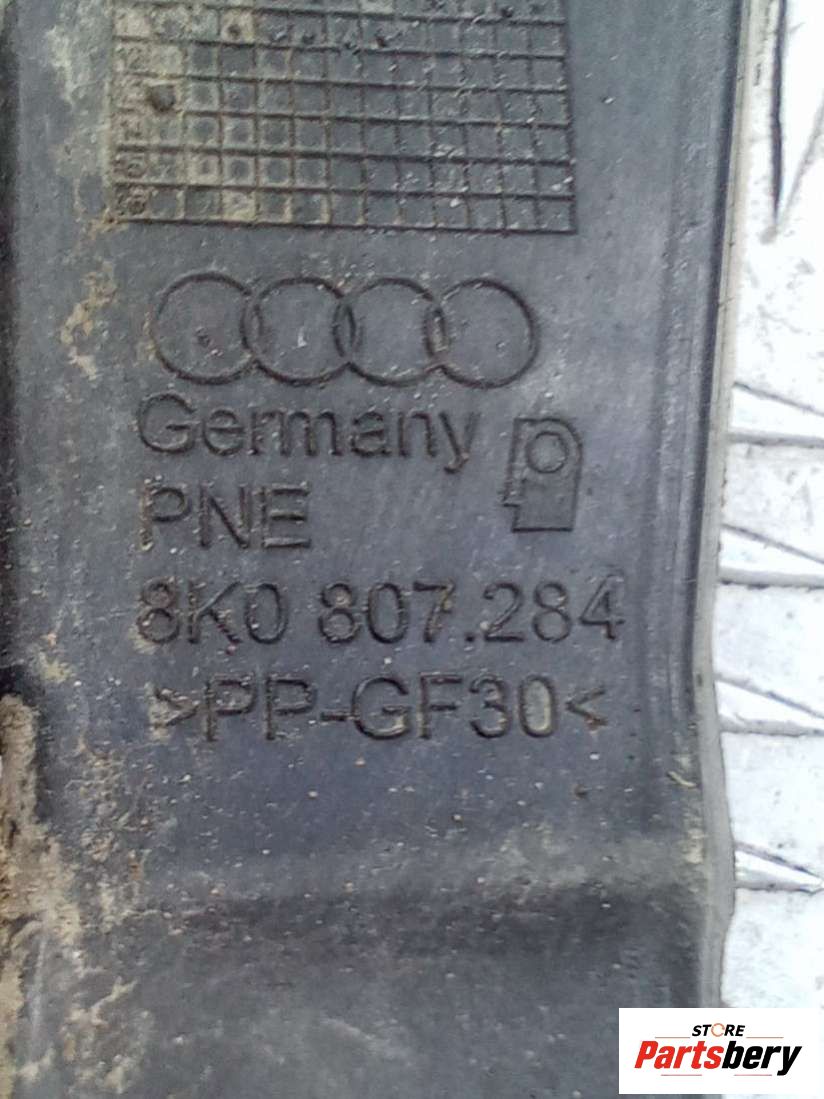 Germany
PNE
8K0 807.284
>PP-GF30<
STORE
Partsbery